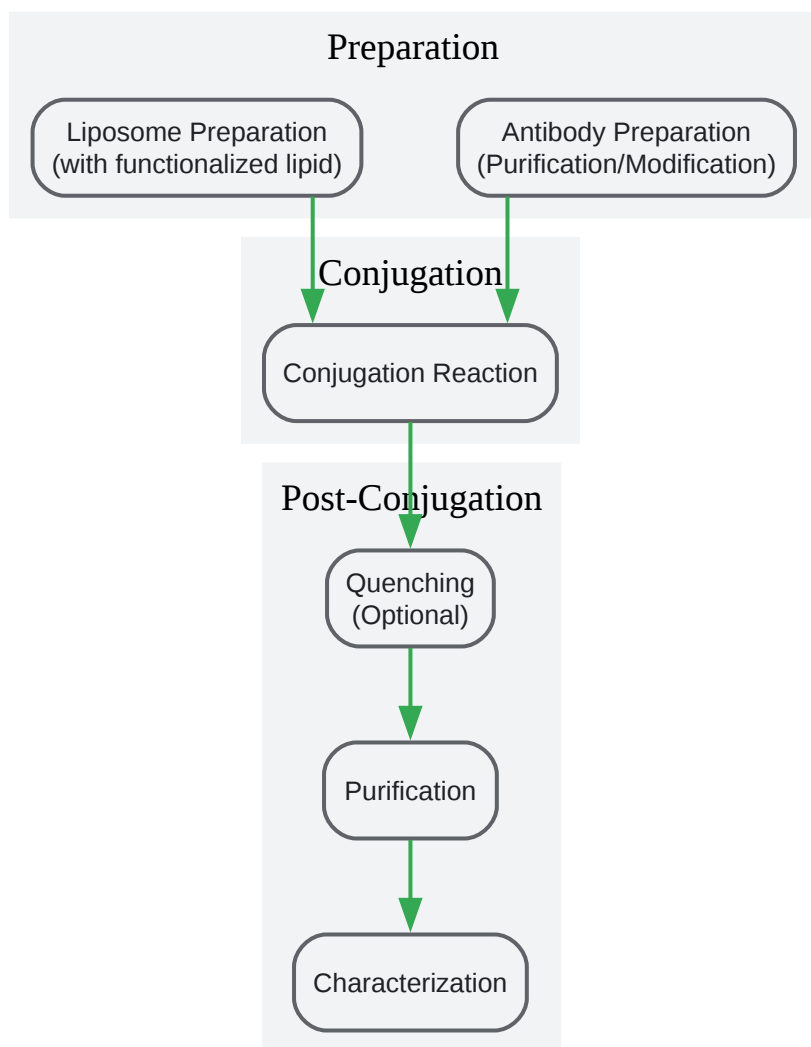 Preparation
Liposome Preparation
(with functionalized lipid)
Antibody Preparation
(Purification/Modification)
Conjugation
Conjugation Reaction
Post-Conjugation
Quenching
(Optional)
Purification
Characterization